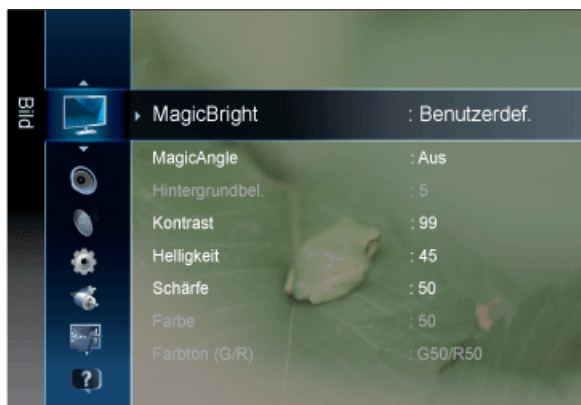 Bild
MagicBright : Benutzerdef.
MagicAngle : Aus
Hintergrundbel. : 5
Kontrast : 99
Helligkeit : 45
Schärfe : 50
Farbe : 50
Farbton (G/R) : G50/R50
?